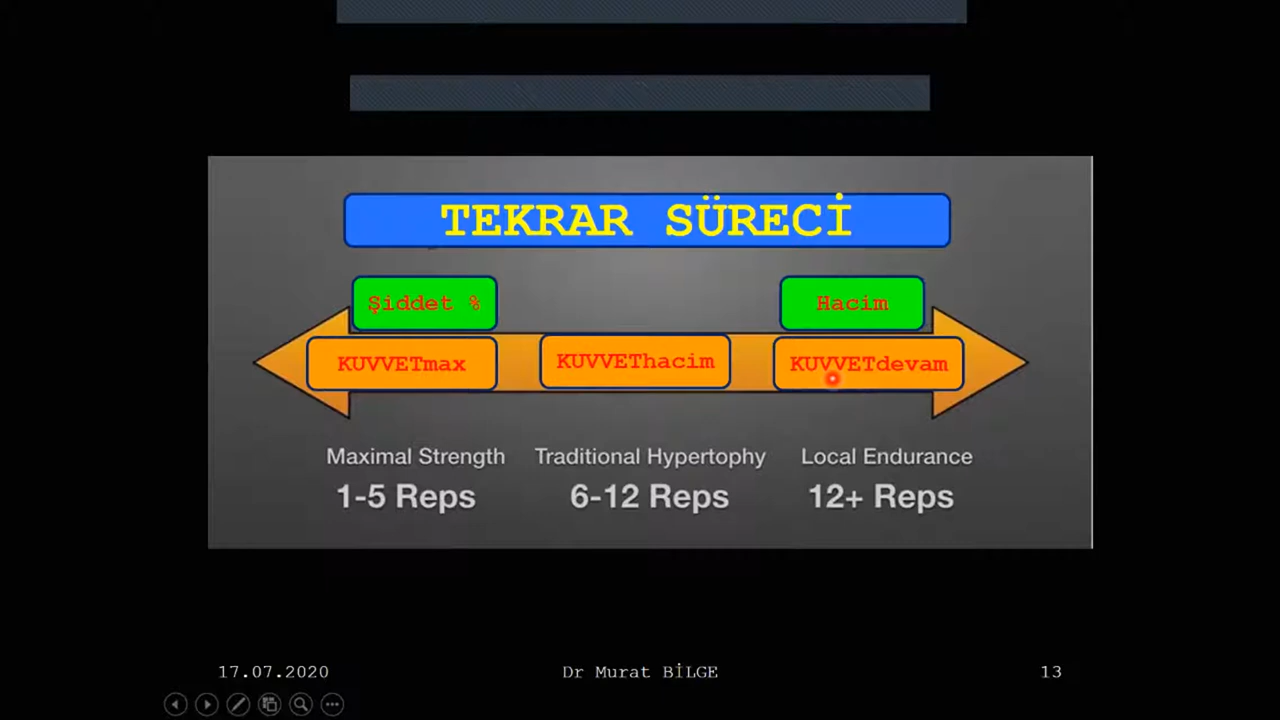 TEKRAR SÜRECİ
Şiddet %
Hacim
KUVVETmax
KUVVEThacim
KUVVETdevam
Maximal Strength
Traditional Hypertophy
Local Endurance
1-5 Reps
6-12 Reps
12+ Reps
17.07.2020
Dr Murat BİLGE
13